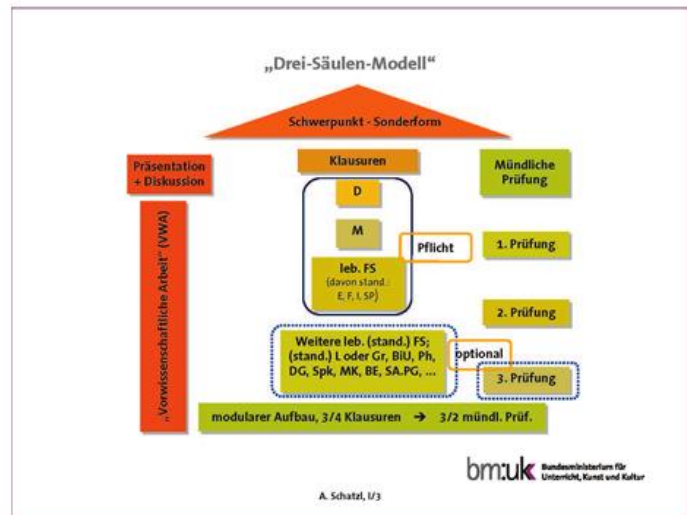 „Drei-Säulen-Modell“
Schwerpunkt - Sonderform
Präsentation
+ Diskussion
„Vorwissenschaftliche Arbeit“ (VWA)
Klausuren
D
M
leb. FS
(davon stand.:
E, F, I, SP)
Pflicht
Weitere leb. (stand.) FS;
(stand.) L oder Gr, BiU, Ph,
DG, Spk, MK, BE, SA.PG, ...
optional
Mündliche
Prüfung
1. Prüfung
2. Prüfung
3. Prüfung
modularer Aufbau, 3/4 Klausuren → 3/2 mündl. Prüf.
bm:uk
Bundesministerium für
Unterricht, Kunst und Kultur
A. Schatzl, I/3